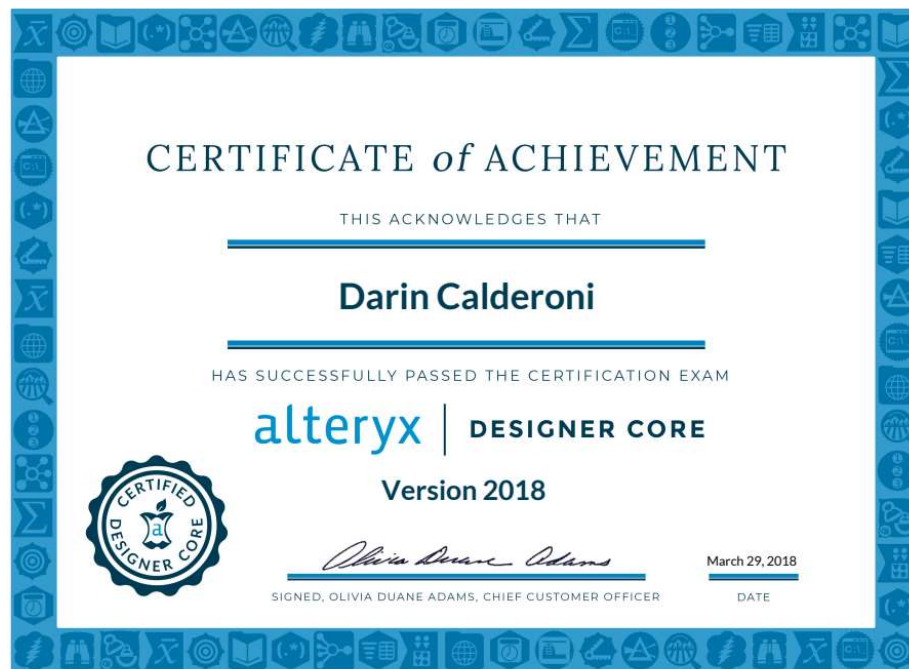 CERTIFICATE of ACHIEVEMENT
THIS ACKNOWLEDGES THAT
Darin Calderoni
HAS SUCCESSFULLY PASSED THE CERTIFICATION EXAM
alteryx | DESIGNER CORE
Version 2018
CERTIFIED
a
DESIGNER CORE
Olivia Duane Adams
March 29, 2018
SIGNED, OLIVIA DUANE ADAMS, CHIEF CUSTOMER OFFICER
DATE